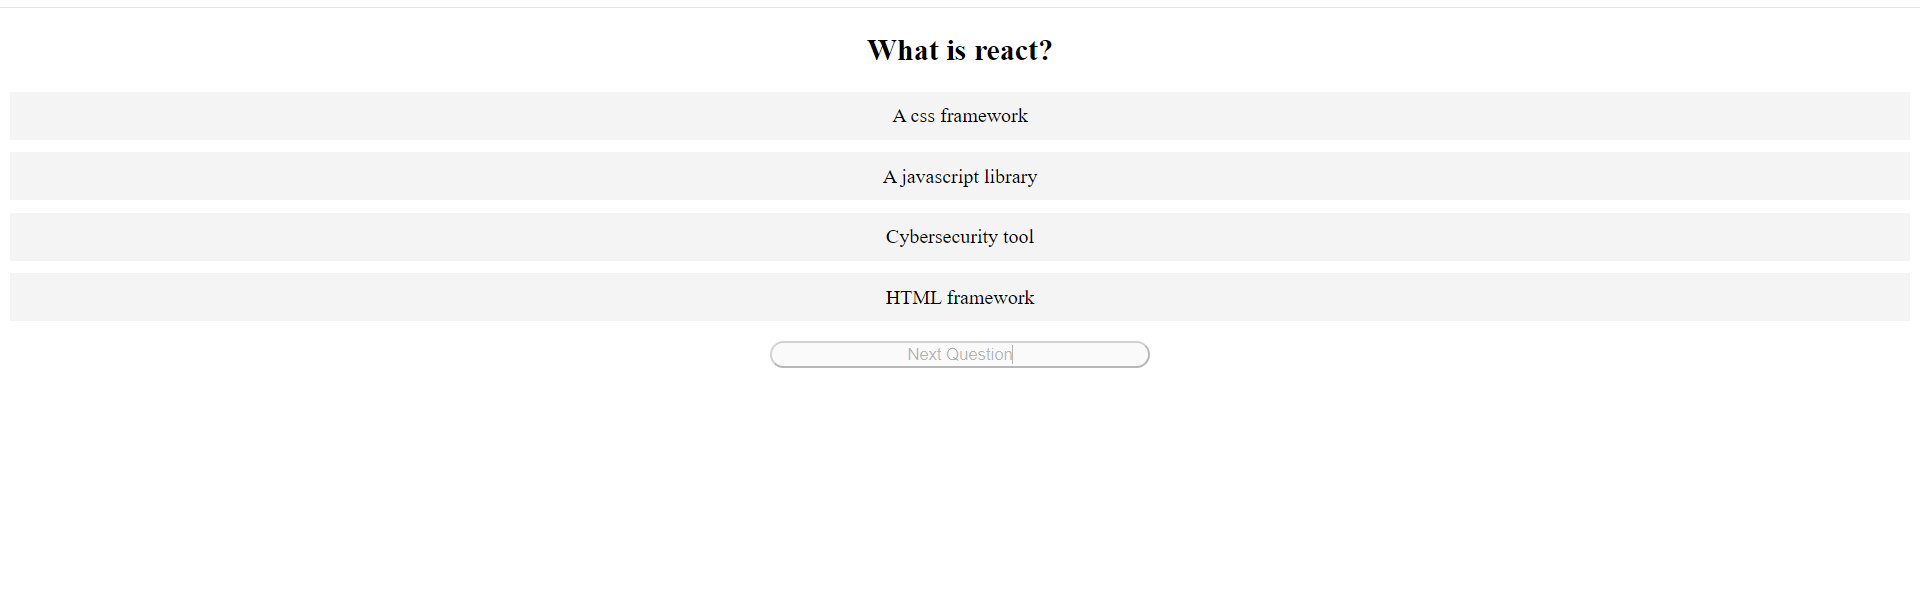 What is react?
A css framework
A javascript library
Cybersecurity tool
HTML framework
Next Question